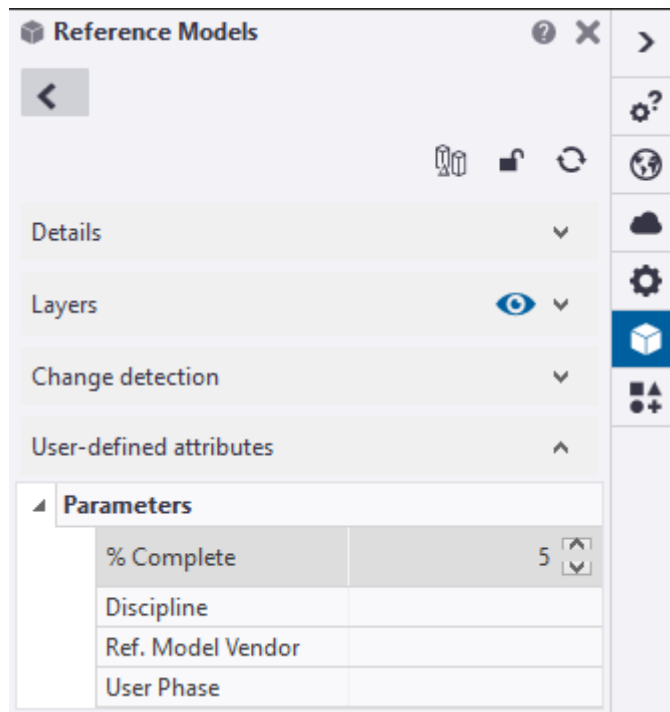 Reference Models
Details
Layers
Change detection
User-defined attributes
Parameters
% Complete 5
Discipline
Ref. Model Vendor
User Phase